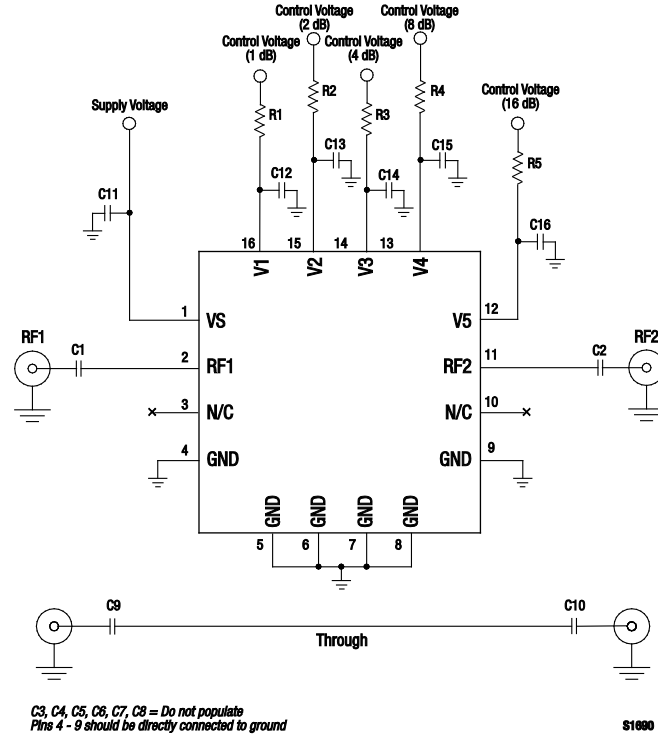 Control Voltage
(2 dB)
Control Voltage
(8 dB)
Control Voltage
(1 dB)
Control Voltage
(4 dB)
Supply Voltage
Control Voltage
(16 dB)
R1
R2
R3
R4
R5
C11
C12
C13
C14
C15
C16
16
15
14
13
V1
V2
V3
V4
1
VS
V5
12
RF1
C1
2
RF1
RF2
11
C2
RF2
3
N/C
N/C
10
4
GND
GND
9
GND
GND
GND
GND
5
6
7
8
C9
C10
Through
C3, C4, C5, C6, C7, C8 = Do not populate
Pins 4 - 9 should be directly connected to ground
S1690